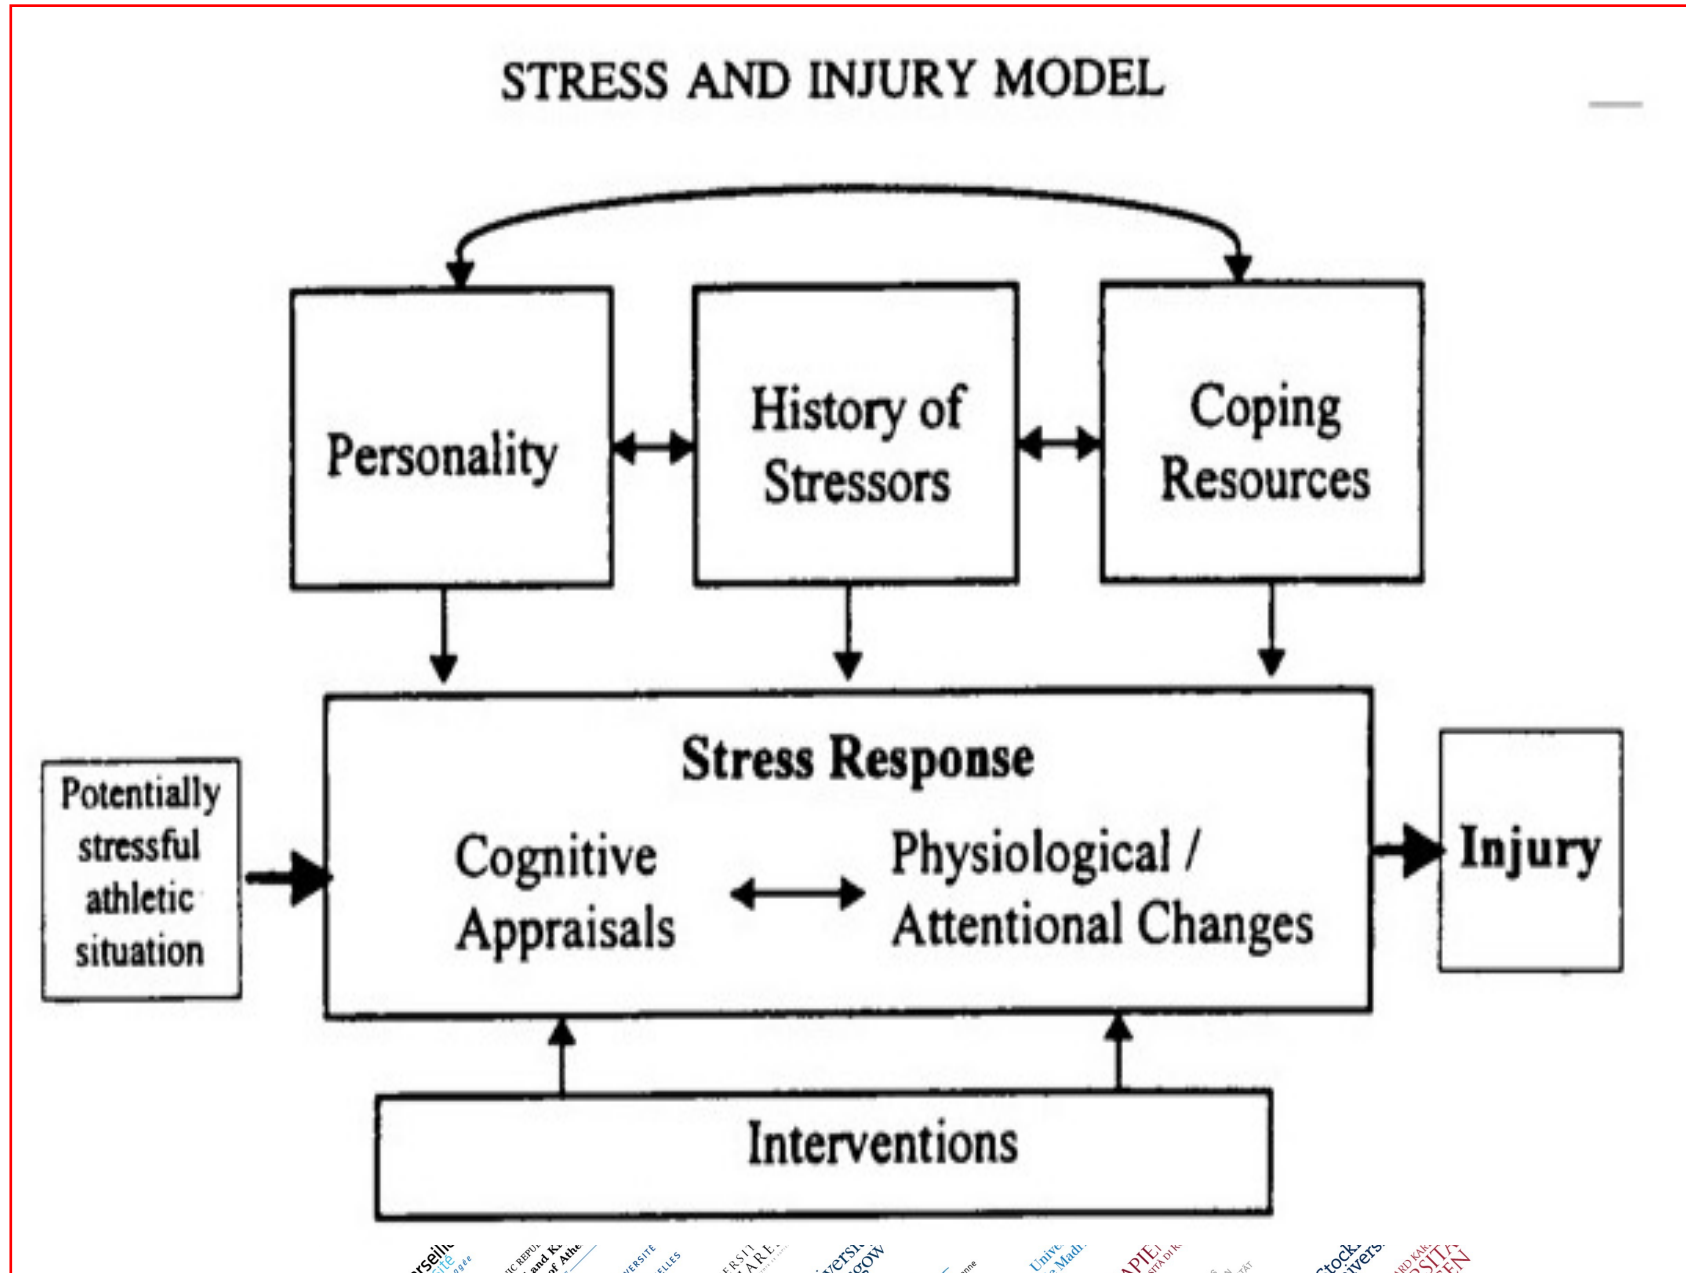 STRESS AND INJURY MODEL
Personality
History of
Stressors
Coping
Resources
Potentially
stressful
athletic
situation
Stress Response
Cognitive
Appraisals
Physiological /
Attentional Changes
Injury
Interventions